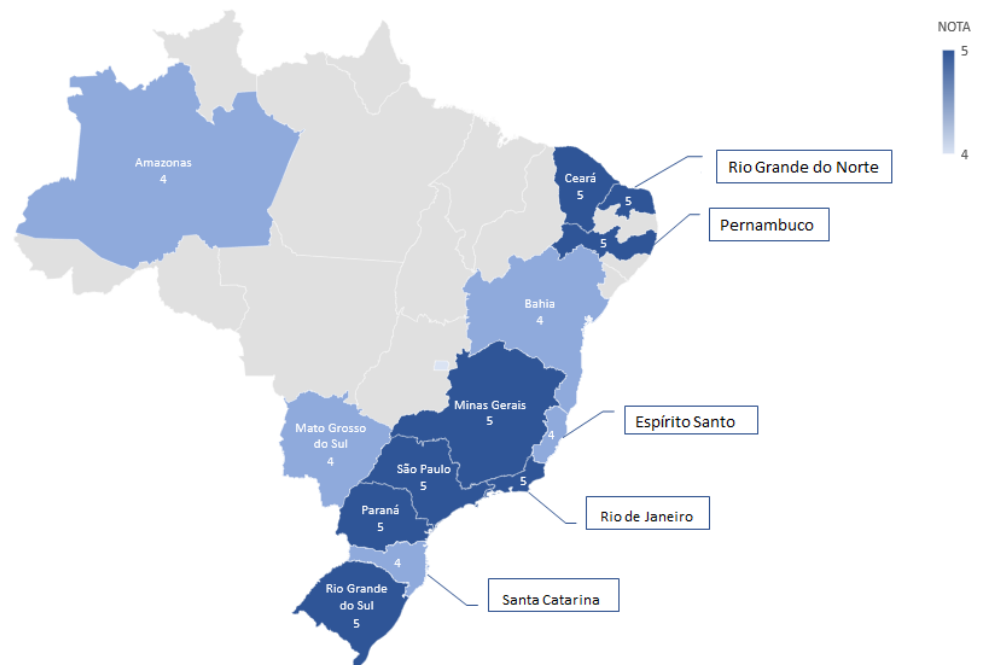 NOTA
5
4
Amazonas
4
Ceará
5
Rio Grande do Norte
5
Pernambuco
5
Bahia
4
Minas Gerais
5
Espírito Santo
4
Mato Grosso
do Sul
4
São Paulo
5
5
Rio de Janeiro
Paraná
5
4
Santa Catarina
Rio Grande
do Sul
5